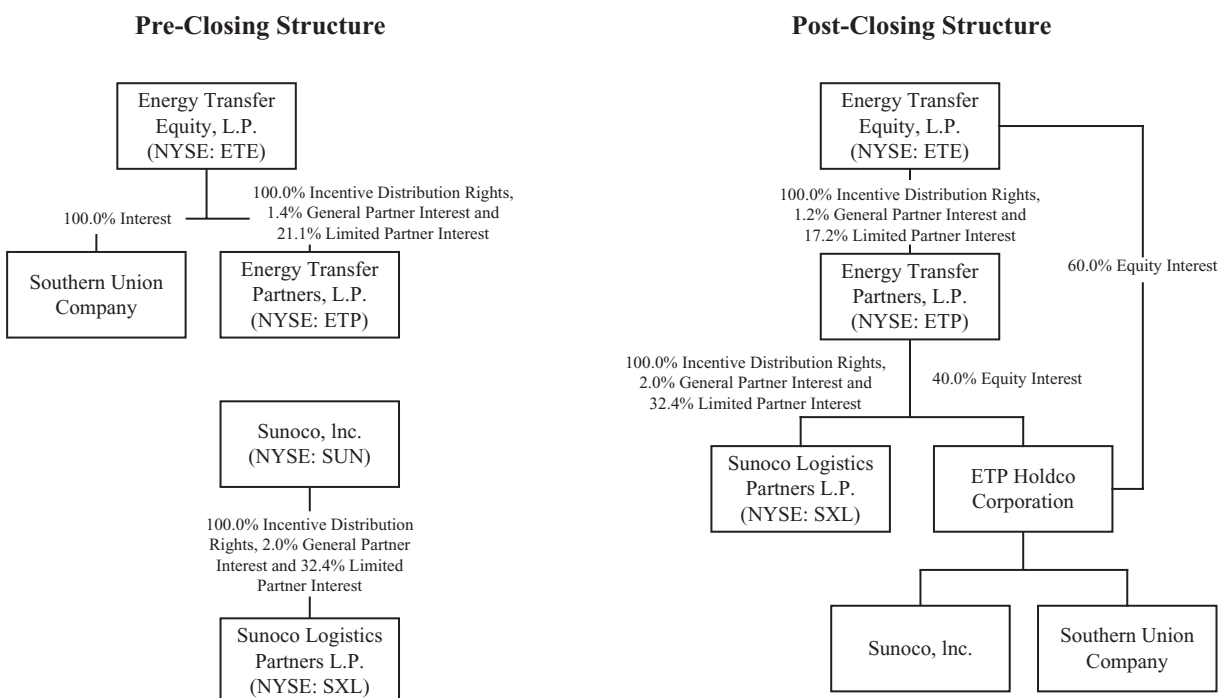 Pre-Closing Structure
Energy Transfer
Equity, L.P.
(NYSE: ETE)
100.0% Interest
100.0% Incentive Distribution Rights,
1.4% General Partner Interest and
21.1% Limited Partner Interest
Southern Union
Company
Energy Transfer
Partners, L.P.
(NYSE: ETP)
Sunoco, lnc.
(NYSE: SUN)
100.0% Incentive Distribution
Rights, 2.0% General Partner
Interest and 32.4% Limited
Partner Interest
Sunoco Logistics
Partners L.P.
(NYSE: SXL)
Post-Closing Structure
Energy Transfer
Equity, L.P.
(NYSE: ETE)
100.0% Incentive Distribution Rights,
1.2% General Partner Interest and
17.2% Limited Partner Interest
60.0% Equity Interest
Energy Transfer
Partners, L.P.
(NYSE: ETP)
100.0% Incentive Distribution Rights,
2.0% General Partner Interest and
32.4% Limited Partner Interest
40.0% Equity Interest
Sunoco Logistics
Partners L.P.
(NYSE: SXL)
ETP Holdco
Corporation
Sunoco, lnc.
Southern Union
Company